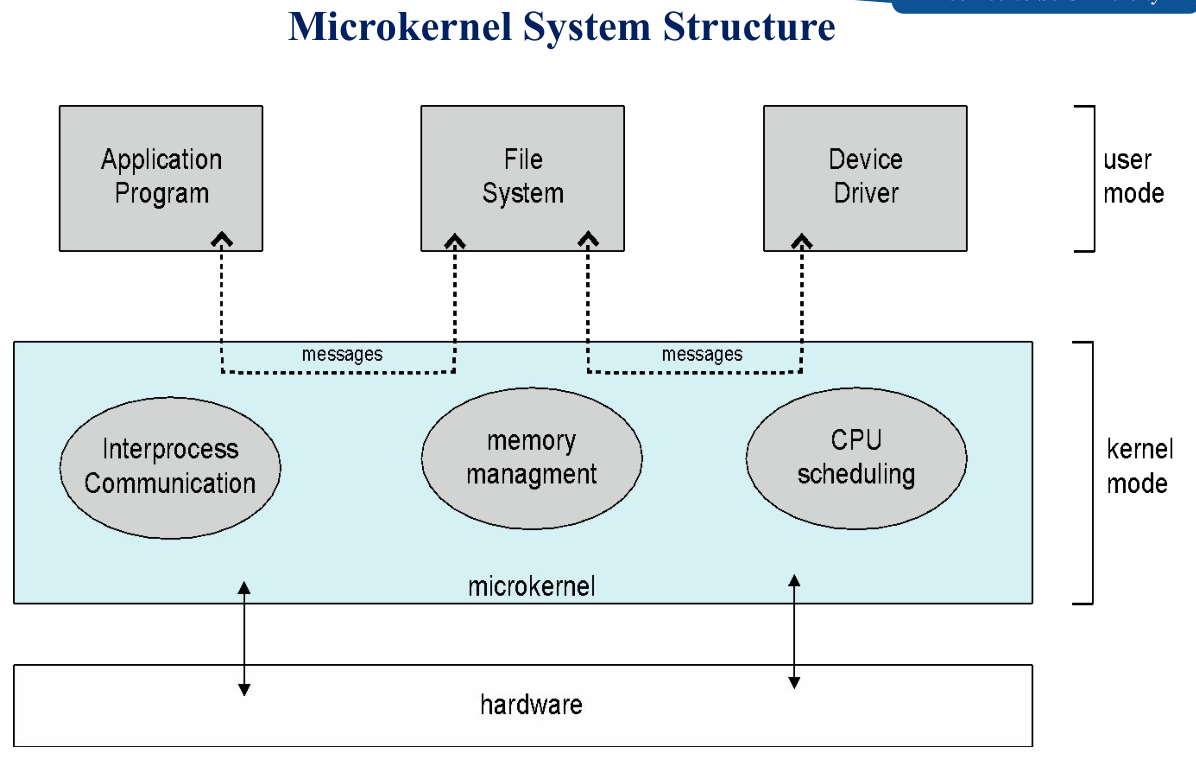 Microkernel System Structure
Application
Program
File
System
Device
Driver
user
mode
messages
messages
Interprocess
Communication
memory
managment
CPU
scheduling
kernel
mode
microkernel
hardware